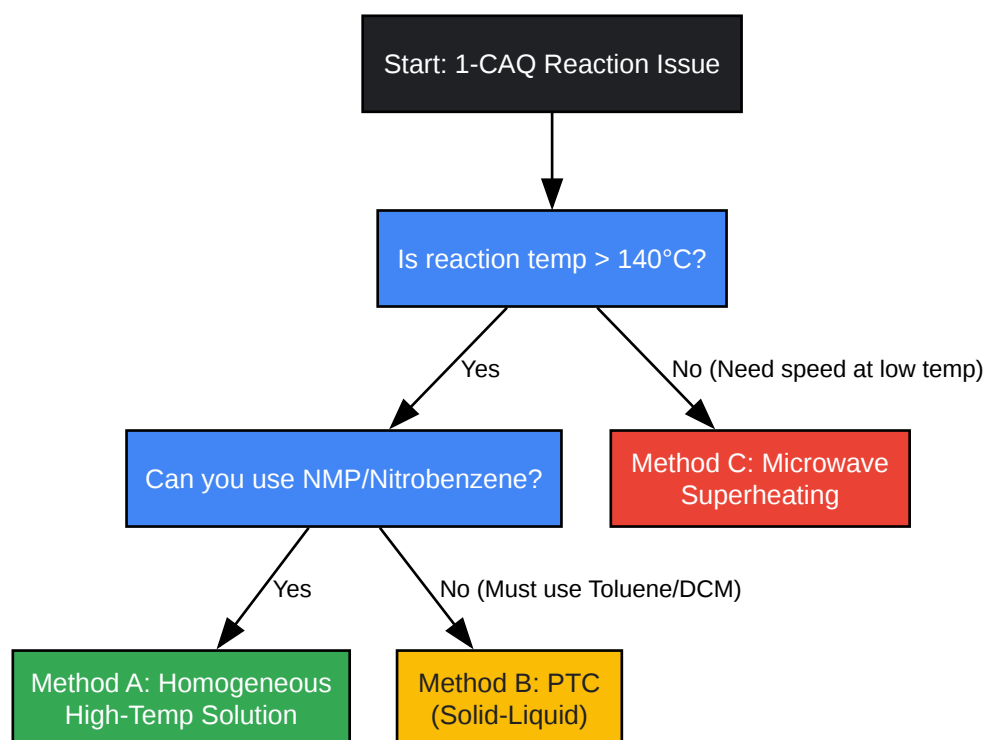 Start: 1-CAQ Reaction Issue
Is reaction temp > 140°C?
Yes
No (Need speed at low temp)
Can you use NMP/Nitrobenzene?
Method C: Microwave
Superheating
Yes
No (Must use Toluene/DCM)
Method A: Homogeneous
High-Temp Solution
Method B: PTC
(Solid-Liquid)